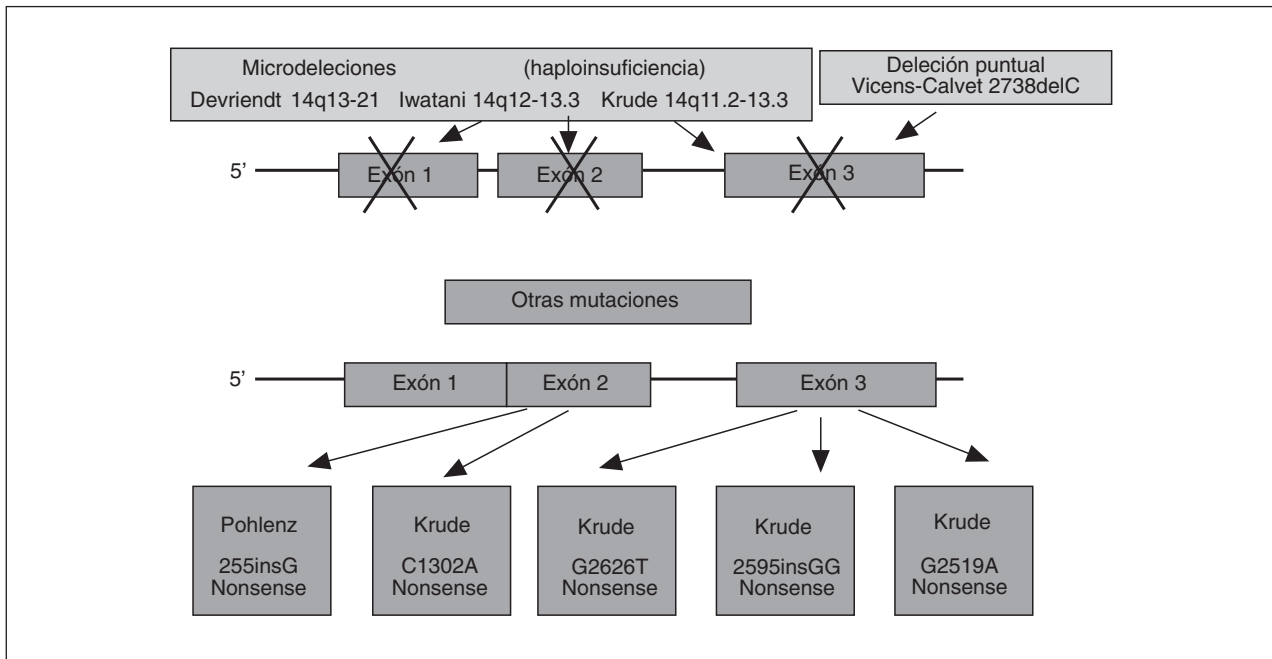 Microdeleciones (haploinsuficiencia)
Devriendt 14q13-21 Iwatani 14q12-13.3 Krude 14q11.2-13.3
Deleción puntual
Vicens-Calvet 2738delC
5’
Exón 1
Exón 2
Exón 3
Otras mutaciones
5’
Exón 1
Exón 2
Exón 3
Pohlenz
255insG
Nonsense
Krude
C1302A
Nonsense
Krude
G2626T
Nonsense
Krude
2595insGG
Nonsense
Krude
G2519A
Nonsense